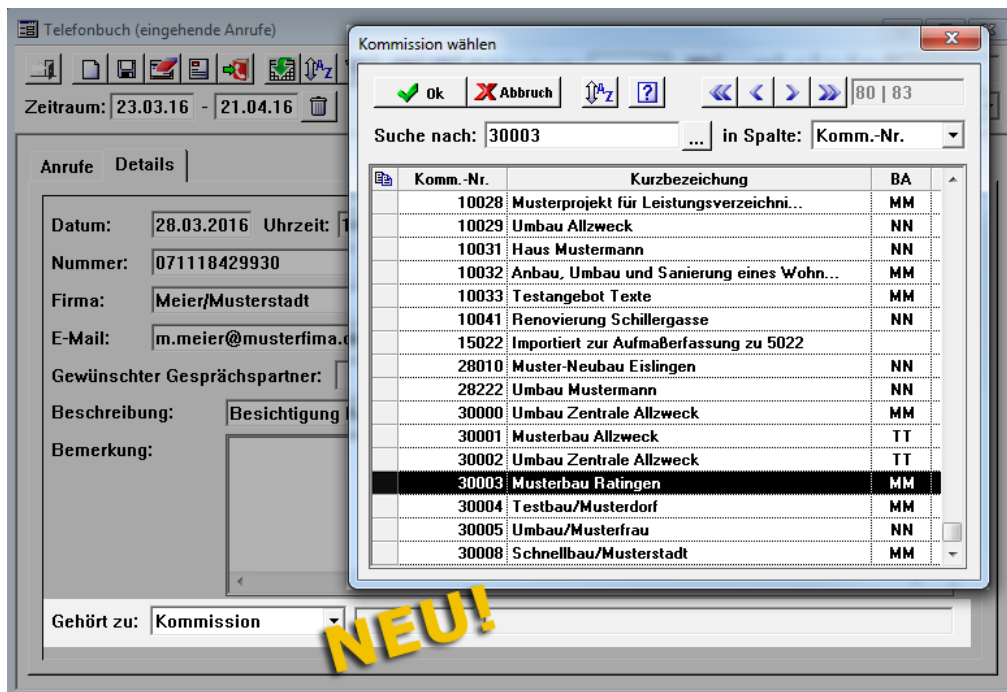 Telefonbuch (eingehende Anrufe)
Zeitraum: 23.03.16 - 21.04.16
Anrufe Details
Datum: 28.03.2016 Uhrzeit:
Nummer: 071118429930
Firma: Meier/Musterstadt
E-Mail: m.meier@musterfima.
Gewünschter Gesprächspartner:
Beschreibung: Besichtigung
Bemerkung:
Gehört zu: Kommission
NEU!
Kommission wählen
Ok Abbruch 80 | 83
Suche nach: 30003 ... in Spalte: Komm.-Nr.
Komm.-Nr. Kurzbezeichung BA
10028 Musterprojekt für Leistungsverzeichni... MM
10029 Umbau Allzweck NN
10031 Haus Mustermann NN
10032 Anbau, Umbau und Sanierung eines Wohn... MM
10033 Testangebot Texte MM
10041 Renovierung Schillergasse NN
15022 Importiert zur Aufmaßerfassung zu 5022
28010 Muster-Neubau Eislingen NN
28222 Umbau Mustermann NN
30000 Umbau Zentrale Allzweck MM
30001 Musterbau Allzweck TT
30002 Umbau Zentrale Allzweck TT
30003 Musterbau Ratingen MM
30004 Testbau/Musterdorf MM
30005 Umbau/Musterfrau NN
30008 Schnellbau/Musterstadt MM